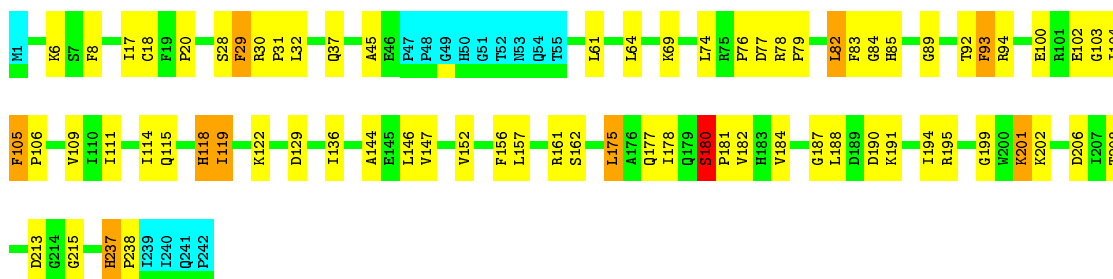 M1 K6 S7 F8 I17 C18 F19 P20 S28 F29 R30 P31 L32 Q37 A45 E46 P47 P48 G49 H50 G51 T52 N53 Q54 T55 L61 L64 K69 L74 R75 P76 D77 R78 P79 L82 F83 G84 H85 G89 T92 F93 R94 E100 R101 E102 G103
F105 P106 V109 I110 I111 I114 Q115 H118 I119 K122 D129 I136 A144 E145 L146 V147 V152 F156 L157 R161 S162 L175 A176 Q177 I178 Q179 S180 P181 V182 H183 V184 G187 L188 D189 D190 K191 I194 R195 G199 W200 K201 K202 D206 I207
D213 G214 G215 H237 P238 I239 I240 Q241 P242